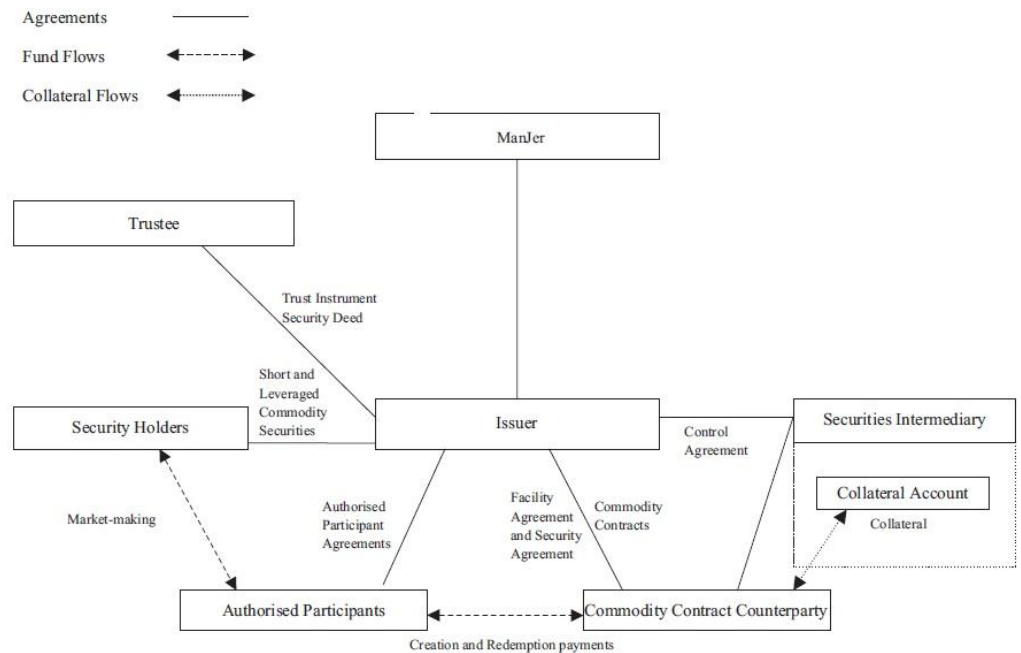 Agreements
Fund Flows
Collateral Flows
ManJer
Trustee
Trust Instrument
Security Deed
Short and
Leveraged
Commodity
Securities
Security Holders
Issuer
Securities Intermediary
Control
Agreement
Collateral Account
Collateral
Market-making
Authorised
Participant
Agreements
Facility
Agreement
and Security
Agreement
Commodity
Contracts
Authorised Participants
Commodity Contract Counterparty
Creation and Redemption payments